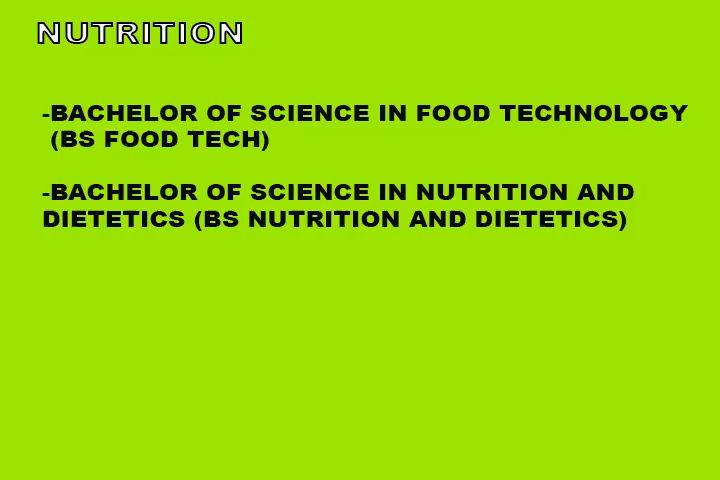 NUTRITION
-BACHELOR OF SCIENCE IN FOOD TECHNOLOGY
(BS FOOD TECH)
-BACHELOR OF SCIENCE IN NUTRITION AND
DIETETICS (BS NUTRITION AND DIETETICS)